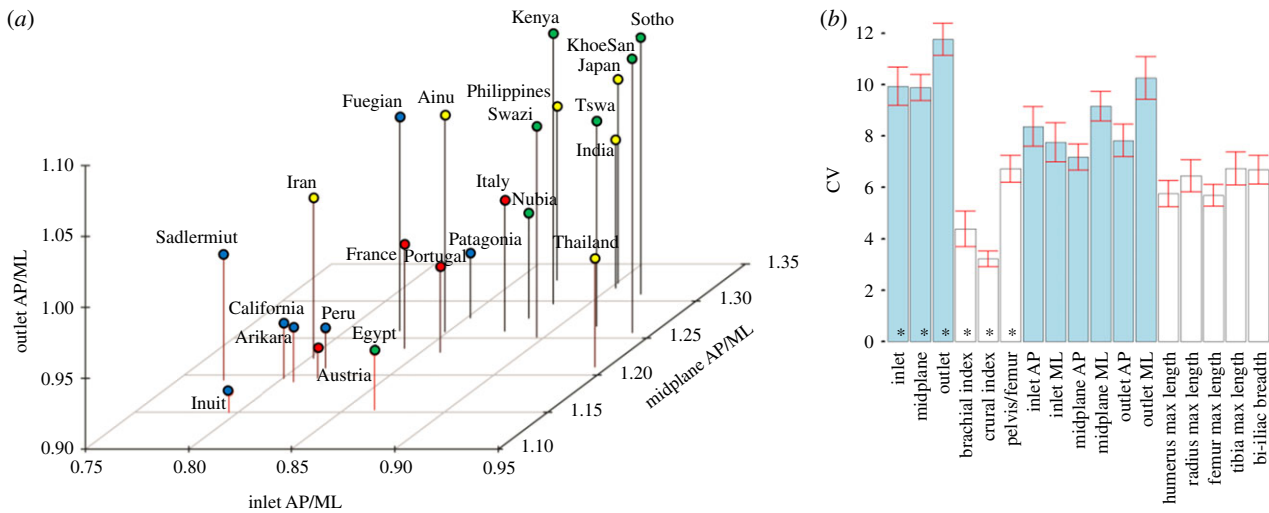 (a)
Kenya
Sotho
KhoeSan
Japan
Fuegian
Ainu
Philippines
Swazi
Tswa
India
1.10
Iran
Italy
Nubia
1.05
Sadlermiut
France
Portugal
Patagonia
Thailand
1.35
outlet AP/ML
1.00
California
Arikara
Peru
Egypt
1.30
1.25
midplane AP/ML
0.95
Austria
1.20
Inuit
1.15
0.90
1.10
0.75
0.80
0.85
0.90
0.95
inlet AP/ML
(b)
12
10
8
6
4
2
0
CV
* * * * * *
inlet
midplane
outlet
brachial index
crural index
pelvis/femur
inlet AP
inlet ML
midplane AP
midplane ML
outlet AP
outlet ML
humerus max length
radius max length
femur max length
tibia max length
bi-iliac breadth